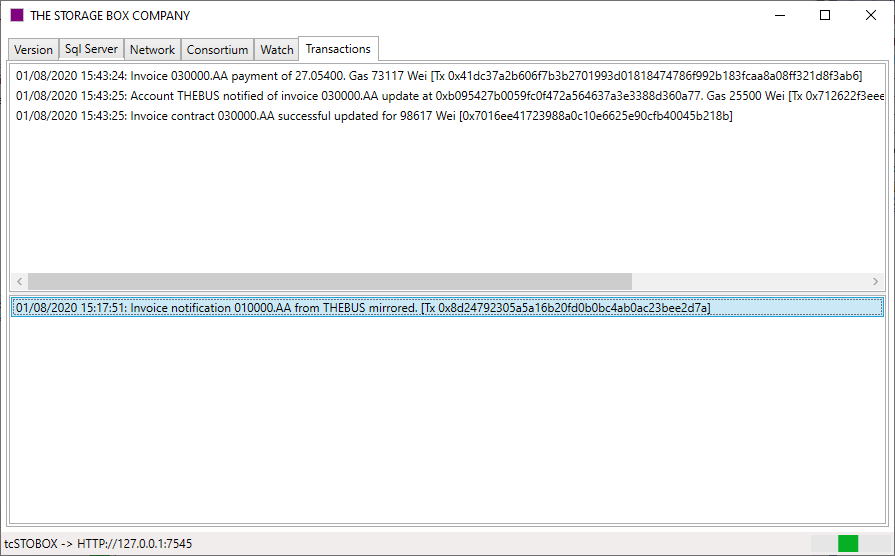 THE STORAGE BOX COMPANY
Version Sql Server Network Consortium Watch Transactions
01/08/2020 15:43:24: Invoice 030000.AA payment of 27.05400. Gas 73117 Wei [Tx 0x41dc37a2b606f7b3b2701993d01818474786f992b183fcaa8a08ff321d8f3ab6]
01/08/2020 15:43:25: Account THEBUS notified of invoice 030000.AA update at 0xb095427b0059fc0f472a564637a3e3388d360a77. Gas 25500 Wei [Tx 0x712622f3eee
01/08/2020 15:43:25: Invoice contract 030000.AA successful updated for 98617 Wei [0x7016ee41723988a0c10e6625e90cfb40045b218b]
01/08/2020 15:17:51: Invoice notification 010000.AA from THEBUS mirrored. [Tx 0x8d24792305a5a16b20fd0b0bc4ab0ac23bee2d7a]
tcSTOBOX -> HTTP://127.0.0.1:7545